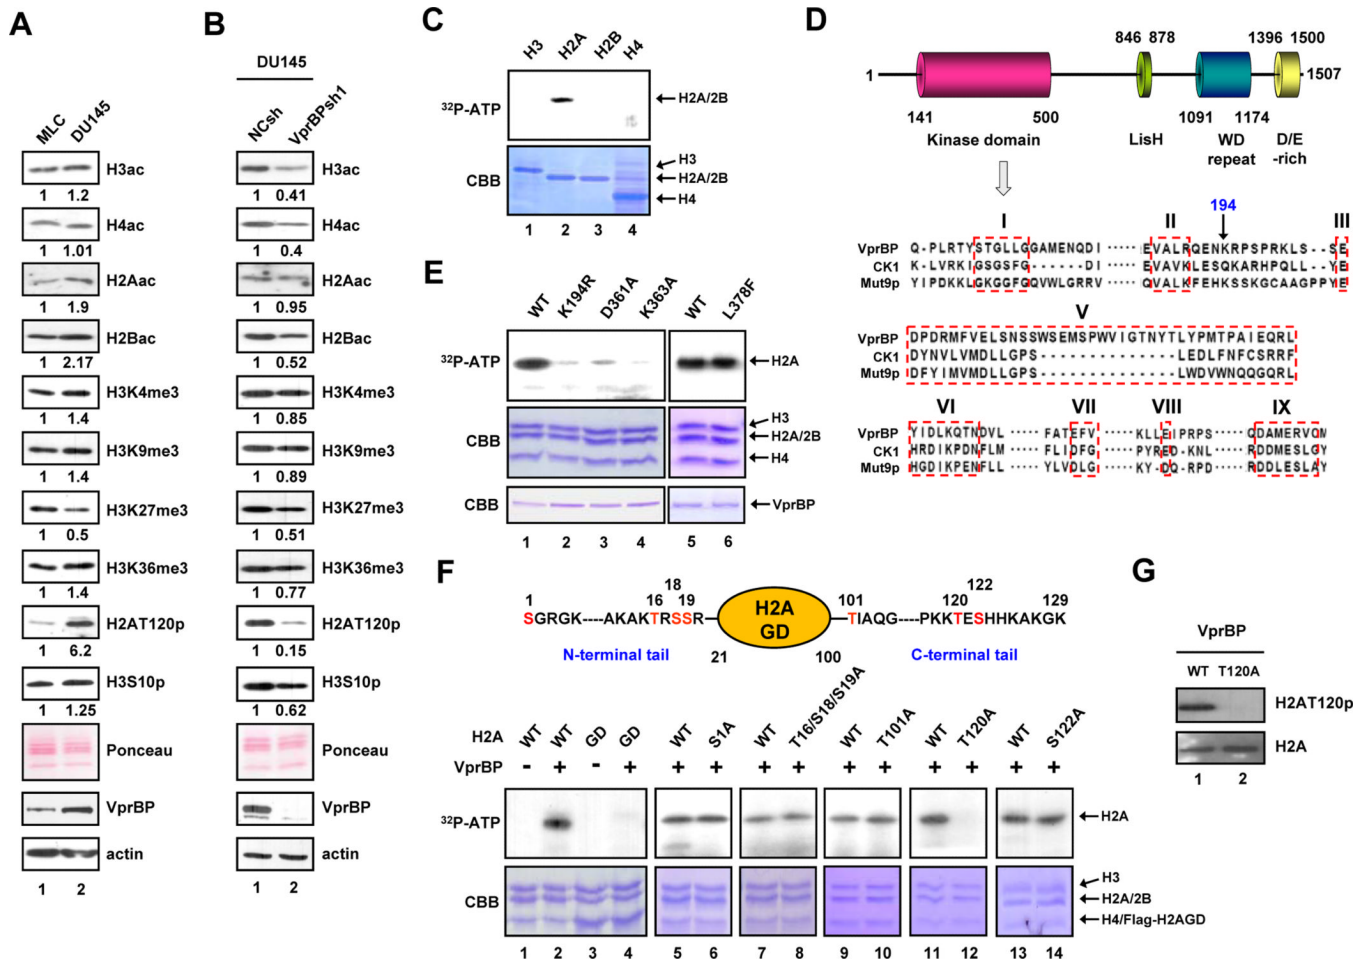 A
MLC DU145
H3ac
1 1.2
H4ac
1 1.01
H2Aac
1 1.9
H2Bac
1 2.17
H3K4me3
1 1.4
H3K9me3
1 1.4
H3K27me3
1 0.5
H3K36me3
1 1.4
H2AT120p
1 6.2
H3S10p
1 1.25
Ponceau
VprBP
actin
1 2
B
DU145
NCsh VprBPsh1
H3ac
1 0.41
H4ac
1 0.4
H2Aac
1 0.95
H2Bac
1 0.52
H3K4me3
1 0.85
H3K9me3
1 0.89
H3K27me3
1 0.51
H3K36me3
1 0.77
H2AT120p
1 0.15
H3S10p
1 0.62
Ponceau
VprBP
actin
1 2
C
H3 H2A H2B H4
32P-ATP
H2A/2B
CBB
H3
H2A/2B
H4
1 2 3 4
D
846 878 1396 1500
1 1507
141 500 1091 1174
Kinase domain LisH WD repeat D/E -rich
194
I II III
VprBP Q-PLRTYSTGLLGGAMENQDI ····· EVALRQENKRPSPRKLS--SE
CK1 K-LVRKIGSGSFG------DI ····· EVAVKLESQKARHPQLL--YE
Mut9p YIPDKKLGKGGFGQVWLGRRV ····· VALKFEHKSSKGCAAGPPYE
V
VprBP DPDRMFVELSNSSWSEMSPWVIGTNYTLYPMTPAIEQRL
CK1 DYNVLVMDLLGPS------------LEDLFNFCSRRF
Mut9p DFYIMVMDLLGPS------------LWDVWNQQGQRL
VI VII VIII IX
VprBP YIDLKQTNDVL ····· FATEFV ····· KLLEIPRPS ···· QDAMERVQM
CK1 HRDIKPDNFLM ····· FLIDFG ····· PYRED-KNL ···· RDDMESLGY
Mut9p HGDIKPENFLL ····· YLVDLG ····· KY-DQ-RPD ···· RDDLESLAY
E
WT K194R D361A K363A WT L378F
32P-ATP
H2A
CBB
H3
H2A/2B
H4
CBB
VprBP
1 2 3 4 5 6
F
1 16 18 19 101 120 122 129
SGRGK----AKAKTRSSR H2A GD TIAQG----PKKTESHHKAKGK
N-terminal tail 21 100 C-terminal tail
H2A WT WT GD GD WT S1A WT T16/S18/S19A WT T101A WT T120A WT S122A
VprBP - + - + + + + + + + + + + +
32P-ATP
H2A
CBB
H3
H2A/2B
H4/Flag-H2AGD
1 2 3 4 5 6 7 8 9 10 11 12 13 14
G
VprBP
WT T120A
H2AT120p
H2A
1 2